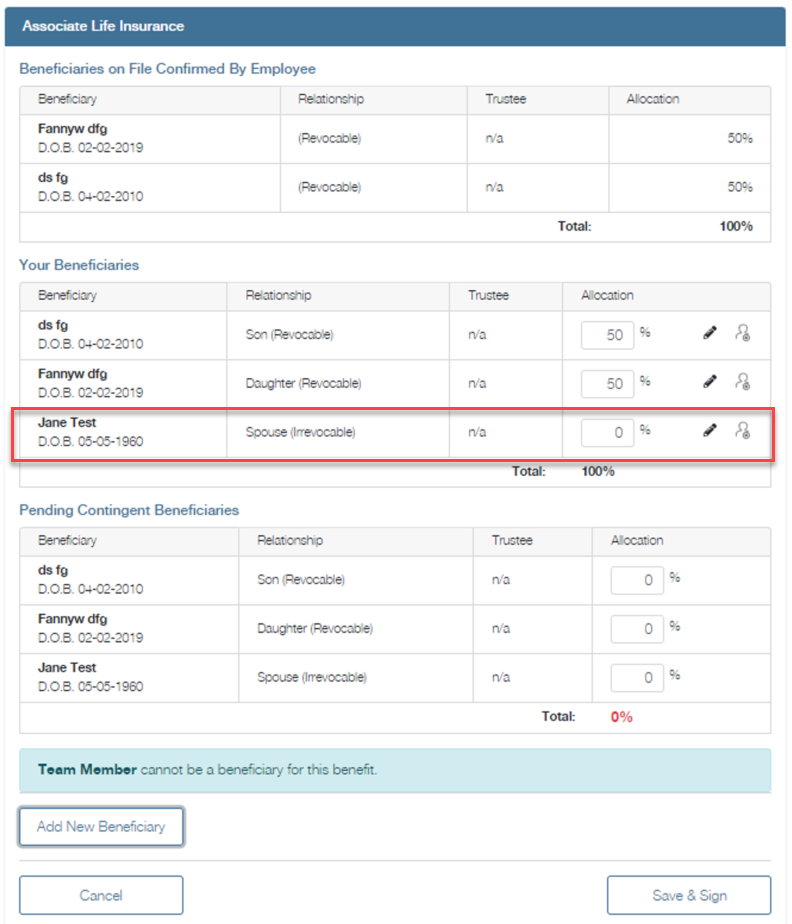 Associate Life Insurance
Beneficiaries on File Confirmed By Employee
Beneficiary Relationship Trustee Allocation
Fannyw dfg
D.O.B. 02-02-2019 (Revocable) n/a 50%
ds fg
D.O.B. 04-02-2010 (Revocable) n/a 50%
Total: 100%
Your Beneficiaries
Beneficiary Relationship Trustee Allocation
ds fg
D.O.B. 04-02-2010 Son (Revocable) n/a 50 %
Fannyw dfg
D.O.B. 02-02-2019 Daughter (Revocable) n/a 50 %
Jane Test
D.O.B. 05-05-1960 Spouse (Irrevocable) n/a 0 %
Total: 100%
Pending Contingent Beneficiaries
Beneficiary Relationship Trustee Allocation
ds fg
D.O.B. 04-02-2010 Son (Revocable) n/a 0 %
Fannyw dfg
D.O.B. 02-02-2019 Daughter (Revocable) n/a 0 %
Jane Test
D.O.B. 05-05-1960 Spouse (Irrevocable) n/a 0 %
Total: 0%
Team Member cannot be a beneficiary for this benefit.
Add New Beneficiary
Cancel Save & Sign